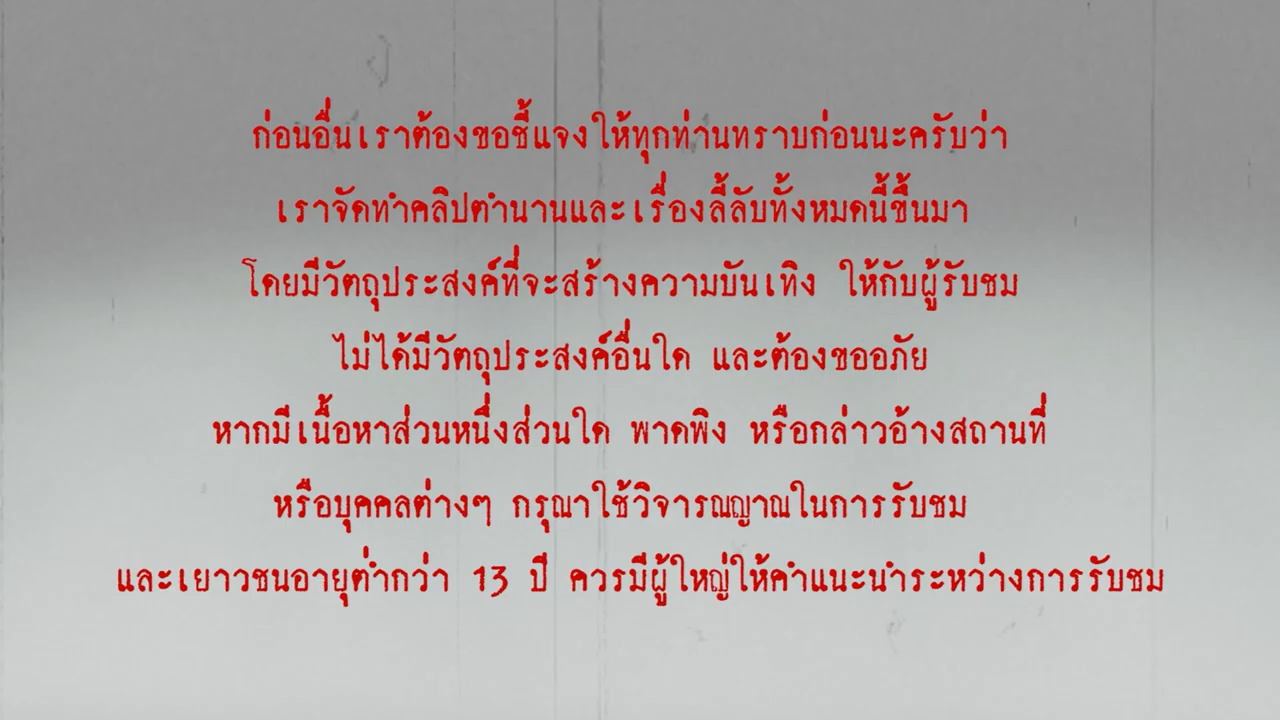 ก่อนอื่นเราต้องขอชี้แจงให้ทุกท่านทราบก่อนนะครับว่า
เราจัดทำคลิปตำนานและเรื่องลี้ลับทั้งหมดนี้ขึ้นมา
โดยมีวัตถุประสงค์ที่จะสร้างความบันเทิง ให้กับผู้รับชม
ไม่ได้มีวัตถุประสงค์อื่นใด และต้องขออภัย
หากมีเนื้อหาส่วนหนึ่งส่วนใด พาดพิง หรือกล่าวอ้างสถานที่
หรือบุคคลต่างๆ กรุณาใช้วิจารณญาณในการรับชม
และเยาวชนอายุต่ำกว่า 13 ปี ควรมีผู้ใหญ่ให้คำแนะนำระหว่างการรับชม